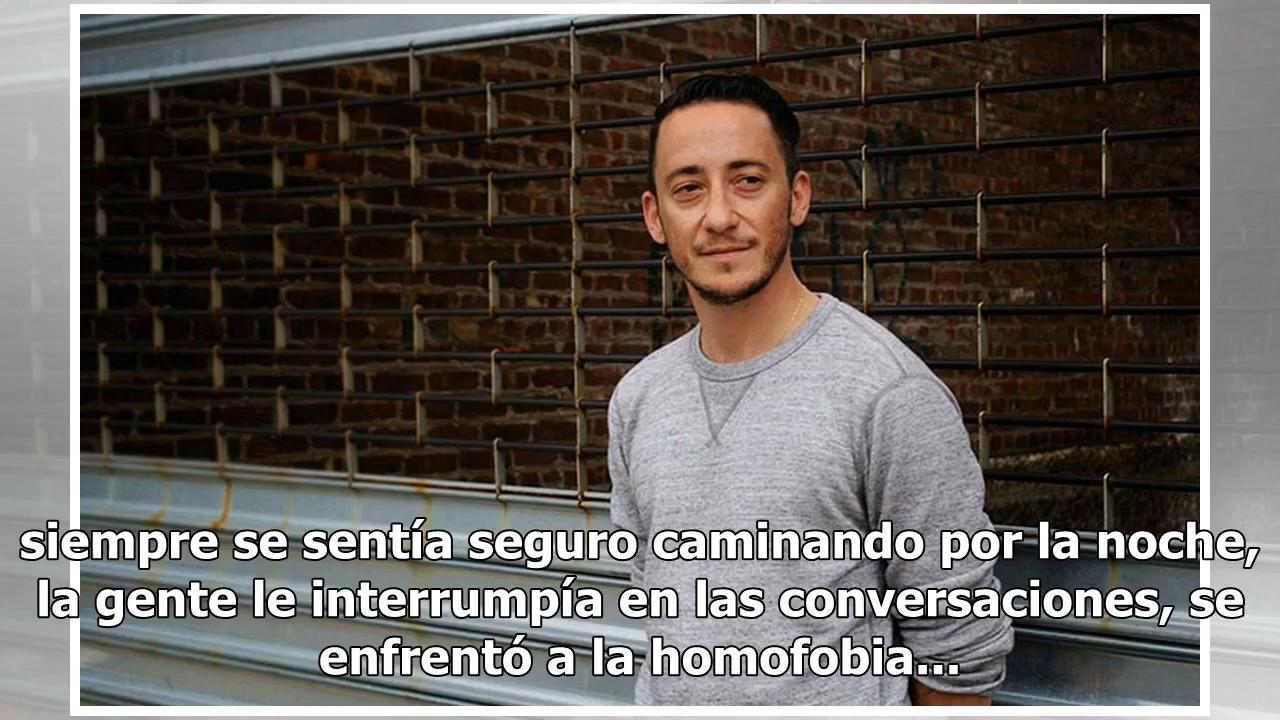 siempre se sentía seguro caminando por la noche,
la gente le interrumpía en las conversaciones, se
enfrentó a la homofobia...